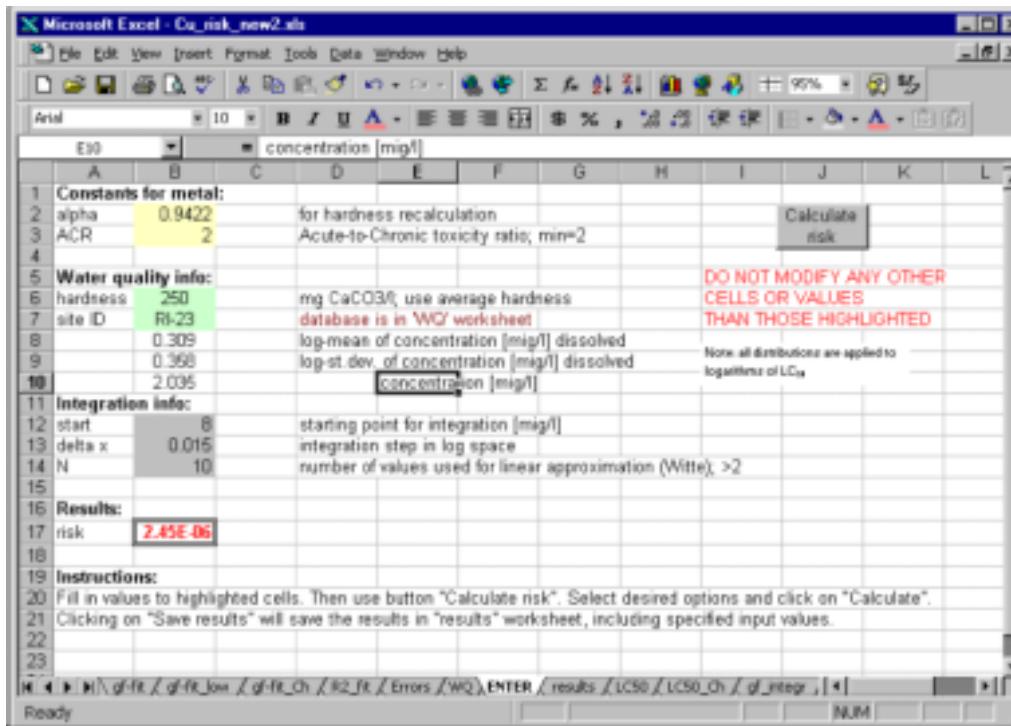 Microsoft Excel - Cu_risk_new2.xls
File Edit View Insert Format Tools Data Window Help
95%
Arial 10 B I U A $ % , A
E10 = concentration [mig/l]
A B C D E F G H I J K L
1 Constants for metal:
2 alpha 0.9422 for hardness recalculation Calculate
3 ACR 2 Acute-to-Chronic toxicity ratio; min=2 risk
4
5 Water quality info: DO NOT MODIFY ANY OTHER
6 hardness 250 mg CaCO3/l; use average hardness CELLS OR VALUES
7 site ID RI-23 database is in 'WQ' worksheet THAN THOSE HIGHLIGHTED
8 0.309 log-mean of concentration [mig/l] dissolved Note: all distributions are applied to
9 0.358 log-st.dev. of concentration [mig/l] dissolved logarithms of LC50
10 2.035 concentration [mig/l]
11 Integration info:
12 start 8 starting point for integration [mig/l]
13 delta x 0.015 integration step in log space
14 N 10 number of values used for linear approximation (Witte); >2
15
16 Results:
17 risk 2.45E-06
18
19 Instructions:
20 Fill in values to highlighted cells. Then use button "Calculate risk". Select desired options and click on "Calculate".
21 Clicking on "Save results" will save the results in "results" worksheet, including specified input values.
22
23
gf-fit / gf-fit_low / gf-fit_Ch / R2_fit / Errors / WQ \ ENTER / results / LC50 / LC50_Ch / gf_integr
Ready NUM